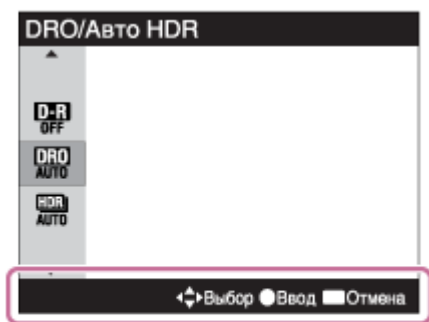 DRO/Авто HDR
D-R
OFF
DRO
AUTO
HDR
AUTO
Выбор Ввод Отмена